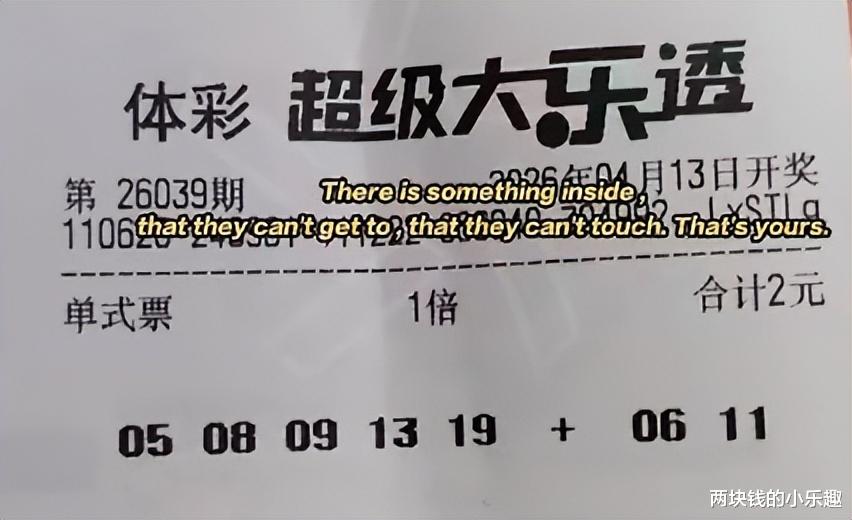 体彩 超级大乐透
第 26039期 2026年04月13日开奖
There is something inside,
that they can't get to, that they can't touch. That's yours.
单式票 1倍 合计2元
05 08 09 13 19 + 06 11
两块钱的小乐趣